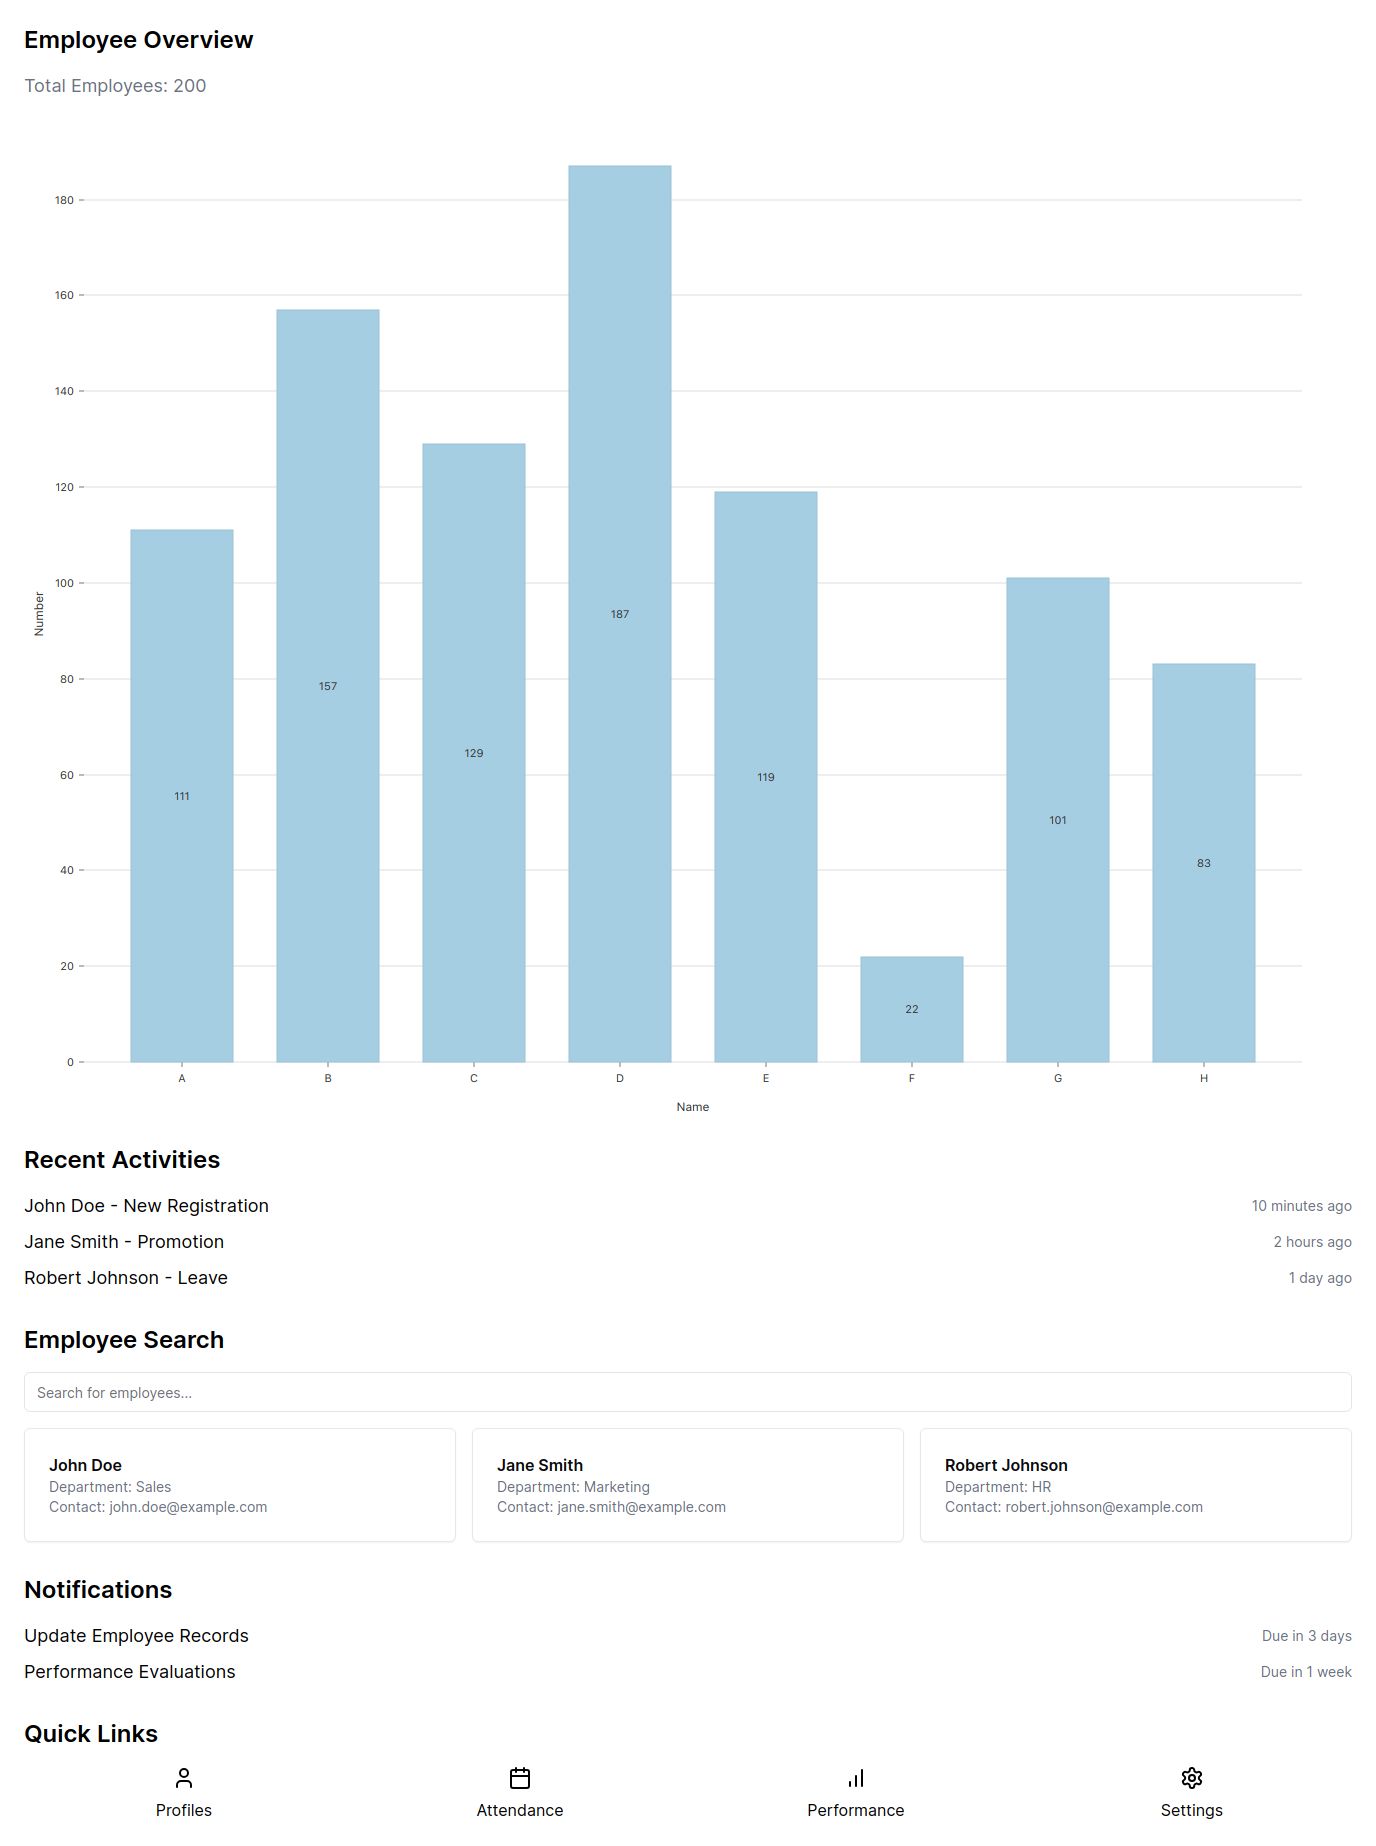 Employee Overview
Total Employees: 200
180
160
140
120
100
80
60
40
20
0
Number
111
157
129
187
119
22
101
83
A B C D E F G H
Name
Recent Activities
John Doe - New Registration 10 minutes ago
Jane Smith - Promotion 2 hours ago
Robert Johnson - Leave 1 day ago
Employee Search
Search for employees...
John Doe
Department: Sales
Contact: john.doe@example.com
Jane Smith
Department: Marketing
Contact: jane.smith@example.com
Robert Johnson
Department: HR
Contact: robert.johnson@example.com
Notifications
Update Employee Records Due in 3 days
Performance Evaluations Due in 1 week
Quick Links
Profiles Attendance Performance Settings